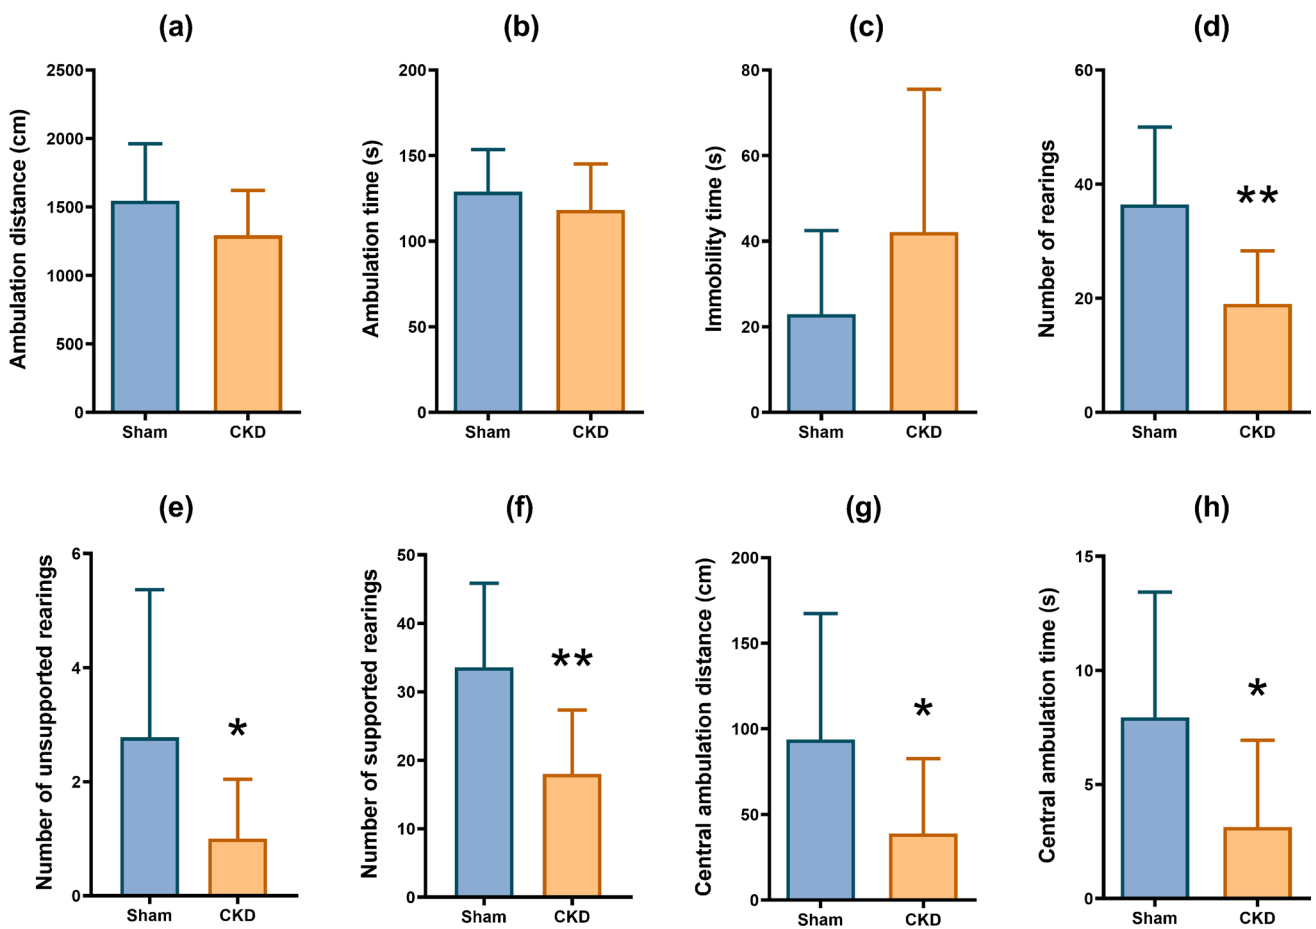 (a)
(b)
(c)
(d)
Ambulation distance (cm)
2500
2000
1500
1000
500
0
Sham
CKD
Ambulation time (s)
200
150
100
50
0
Sham
CKD
Immobility time (s)
80
60
40
20
0
Sham
CKD
Number of rearings
60
40
20
0
**
Sham
CKD
(e)
(f)
(g)
(h)
Number of unsupported rearings
6
4
2
0
*
Sham
CKD
Number of supported rearings
50
40
30
20
10
0
**
Sham
CKD
Central ambulation distance (cm)
200
150
100
50
0
*
Sham
CKD
Central ambulation time (s)
15
10
5
0
*
Sham
CKD